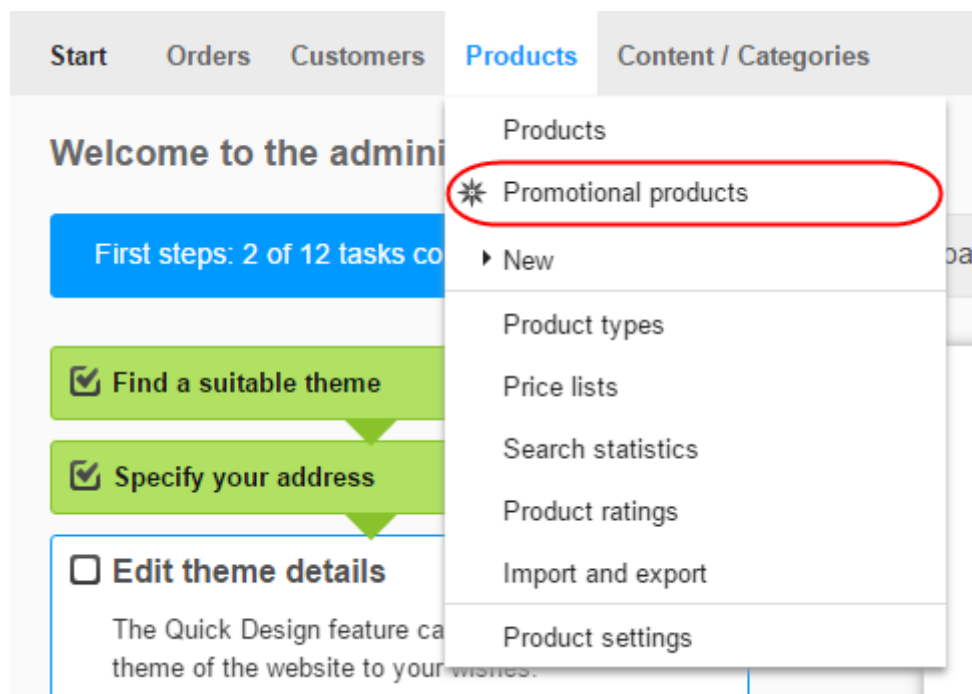 Start Orders Customers Products Content / Categories
Welcome to the admini
First steps: 2 of 12 tasks co
Find a suitable theme
Specify your address
Edit theme details
The Quick Design feature ca
theme of the website to your wishes.
Products
Promotional products
New
Product types
Price lists
Search statistics
Product ratings
Import and export
Product settings